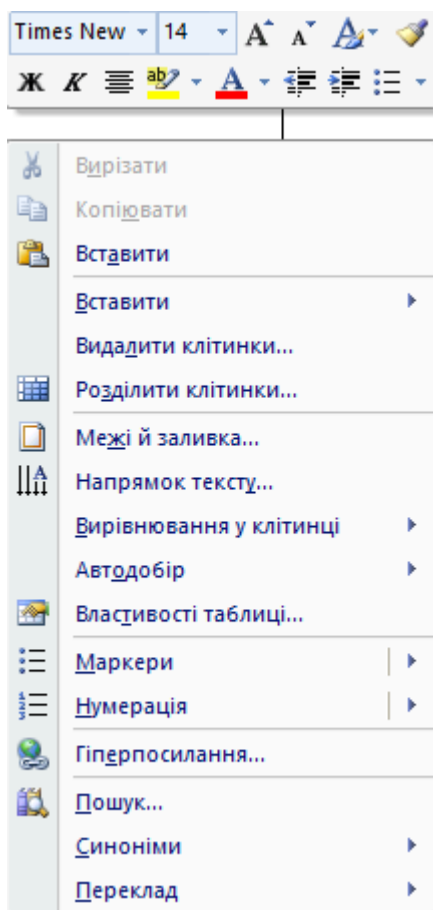 Times New 14
Ж К
Вирізати
Копіювати
Вставити
Вставити
Видалити клітинки...
Розділити клітинки...
Межі й заливка...
Напрямок тексту...
Вирівнювання у клітинці
Автодобір
Властивості таблиці...
Маркери
Нумерація
Гіперпосилання...
Пошук...
Синоніми
Переклад